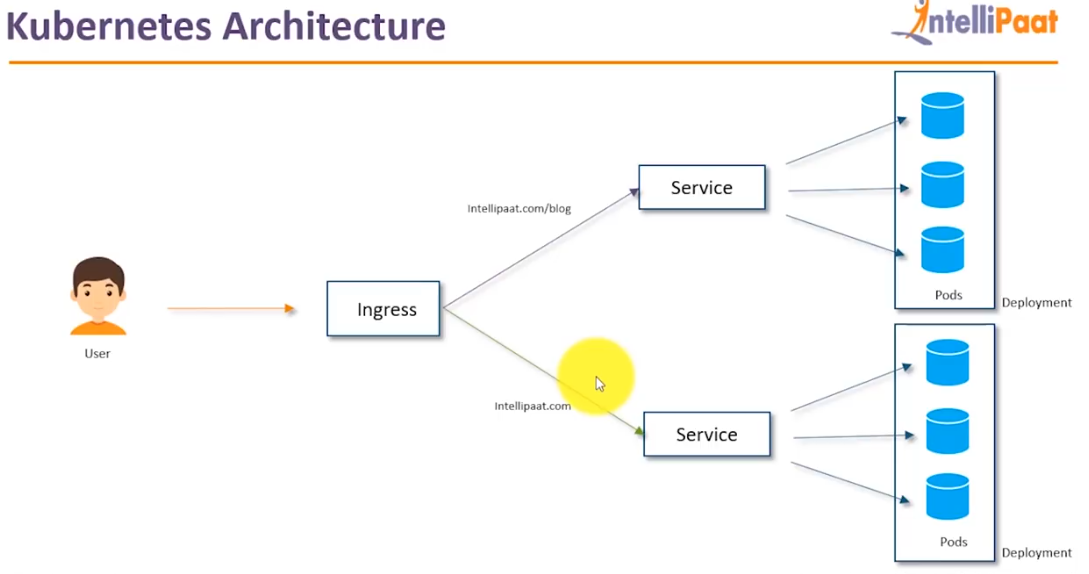 Kubernetes Architecture
IntelliPaat
Intellipaat.com/blog
Service
Pods
Deployment
User
Ingress
Intellipaat.com
Service
Pods
Deployment